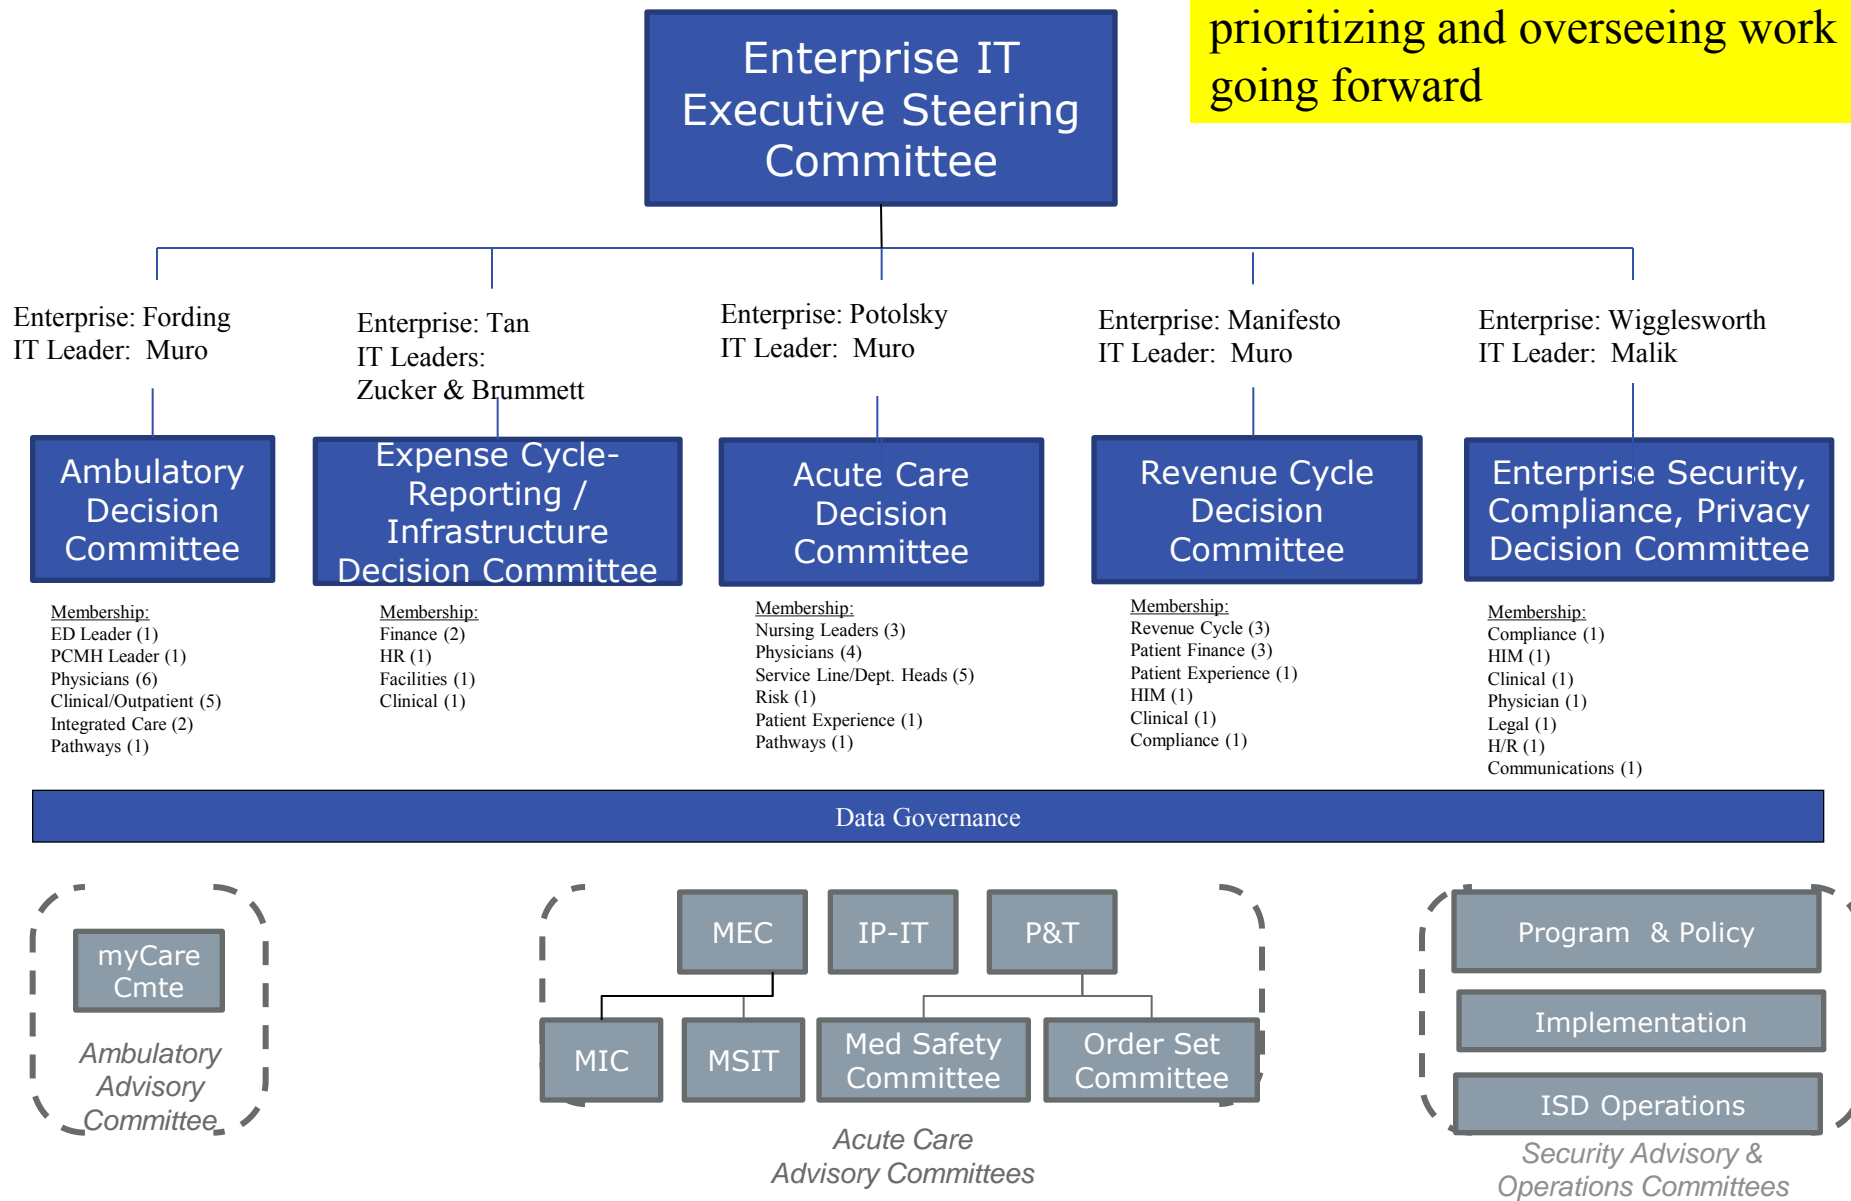 prioritizing and overseeing work
going forward
Enterprise IT
Executive Steering
Committee
Enterprise: Fording
IT Leader:  Muro
Enterprise: Tan
IT Leaders:
Zucker & Brummett
Enterprise: Potolsky
IT Leader:  Muro
Enterprise: Manifesto
IT Leader:  Muro
Enterprise: Wigglesworth
IT Leader:  Malik
Ambulatory
Decision
Committee
Expense Cycle-
Reporting /
Infrastructure
Decision Committee
Acute Care
Decision
Committee
Revenue Cycle
Decision
Committee
Enterprise Security,
Compliance, Privacy
Decision Committee
Membership:
ED Leader (1)
PCMH Leader (1)
Physicians (6)
Clinical/Outpatient (5)
Integrated Care (2)
Pathways (1)
Membership:
Finance (2)
HR (1)
Facilities (1)
Clinical (1)
Membership:
Nursing Leaders (3)
Physicians (4)
Service Line/Dept. Heads (5)
Risk (1)
Patient Experience (1)
Pathways (1)
Membership:
Revenue Cycle (3)
Patient Finance (3)
Patient Experience (1)
HIM (1)
Clinical (1)
Compliance (1)
Membership:
Compliance (1)
HIM (1)
Clinical (1)
Physician (1)
Legal (1)
H/R (1)
Communications (1)
Data Governance
myCare
Cmte
Ambulatory
Advisory
Committee
MEC
IP-IT
P&T
MIC
MSIT
Med Safety
Committee
Order Set
Committee
Acute Care
Advisory Committees
Program  & Policy
Implementation
ISD Operations
Security Advisory &
Operations Committees